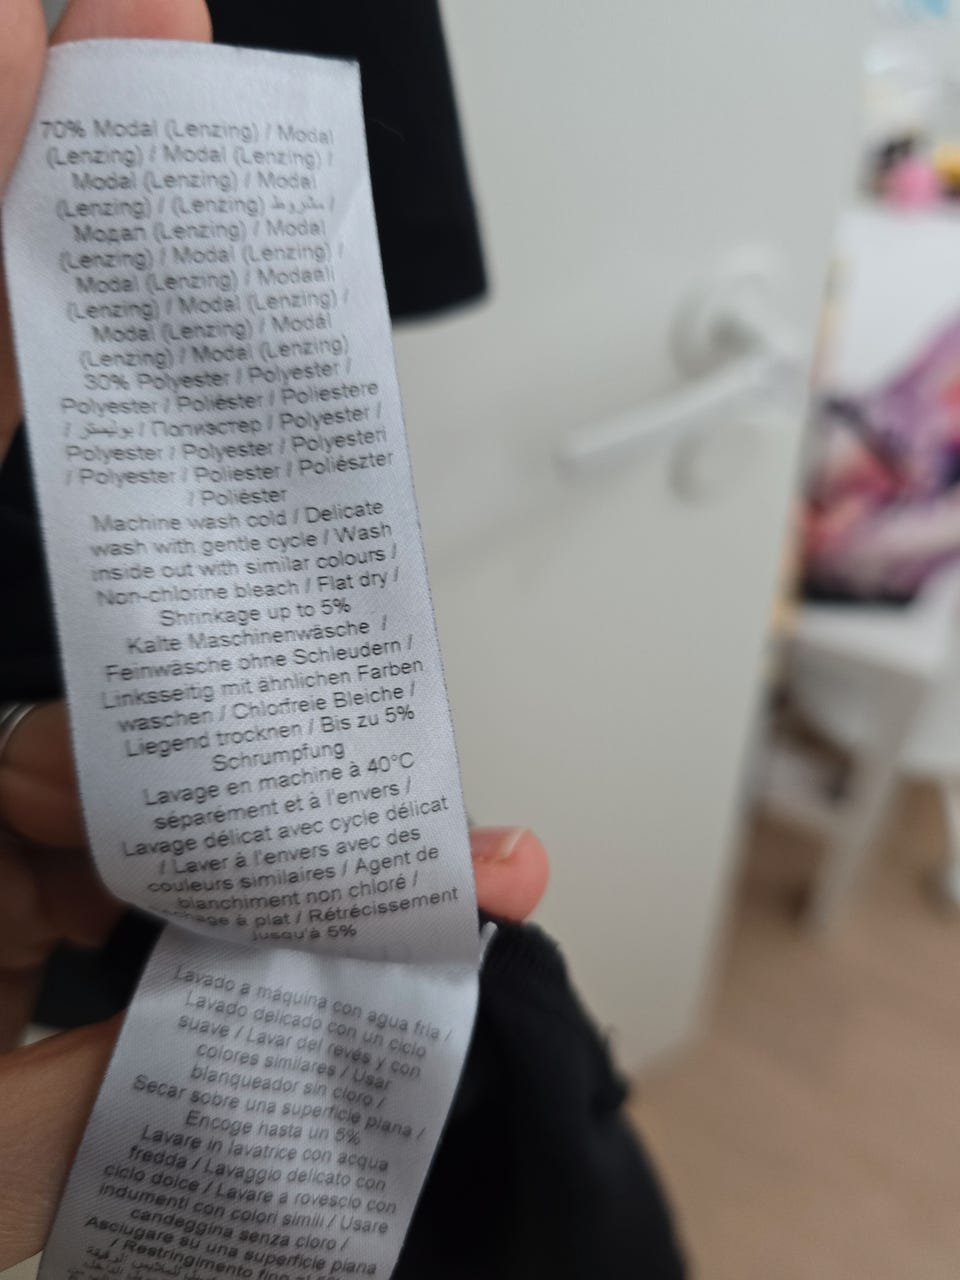 70% Modal (Lenzing) / Modal
(Lenzing) / Modal (Lenzing) /
Modal (Lenzing) / Modal
(Lenzing) / (Lenzing) مخلوط /
Модал (Lenzing) / Modal
(Lenzing) / Modal (Lenzing) /
Modal (Lenzing) / Modaali
(Lenzing) / Modal (Lenzing) /
Modal (Lenzing) / Modál
(Lenzing) / Modal (Lenzing)
30% Polyester / Polyester /
Polyester / Poliéster / Poliestere
/ بوليستر / Полиэстер / Polyester /
Polyester / Polyester / Polyesteri
/ Polyester / Poliester / Poliészter
/ Poliéster
Machine wash cold / Delicate
wash with gentle cycle / Wash
inside out with similar colours /
Non-chlorine bleach / Flat dry /
Shrinkage up to 5%
Kalte Maschinenwäsche /
Feinwäsche ohne Schleudern /
Linksseitig mit ähnlichen Farben
waschen / Chlorfreie Bleiche /
Liegend trocknen / Bis zu 5%
Schrumpfung
Lavage en machine à 40°C
séparément et à l'envers /
Lavage délicat avec cycle délicat
/ Laver à l'envers avec des
couleurs similaires / Agent de
blanchiment non chloré /
à plat / Rétrécissement
jusqu'à 5%
Lavado a máquina con agua fría /
Lavado delicado con un ciclo
suave / Lavar del revés y con
colores similares / Usar
blanqueador sin cloro /
Secar sobre una superficie plana /
Encoge hasta un 5%
Lavare in lavatrice con acqua
fredda / Lavaggio delicato con
ciclo dolce / Lavare a rovescio con
indumenti con colori simili / Usare
candeggina senza cloro /
Asciugare su una superficie piana
/ Restringimento fino al 5%